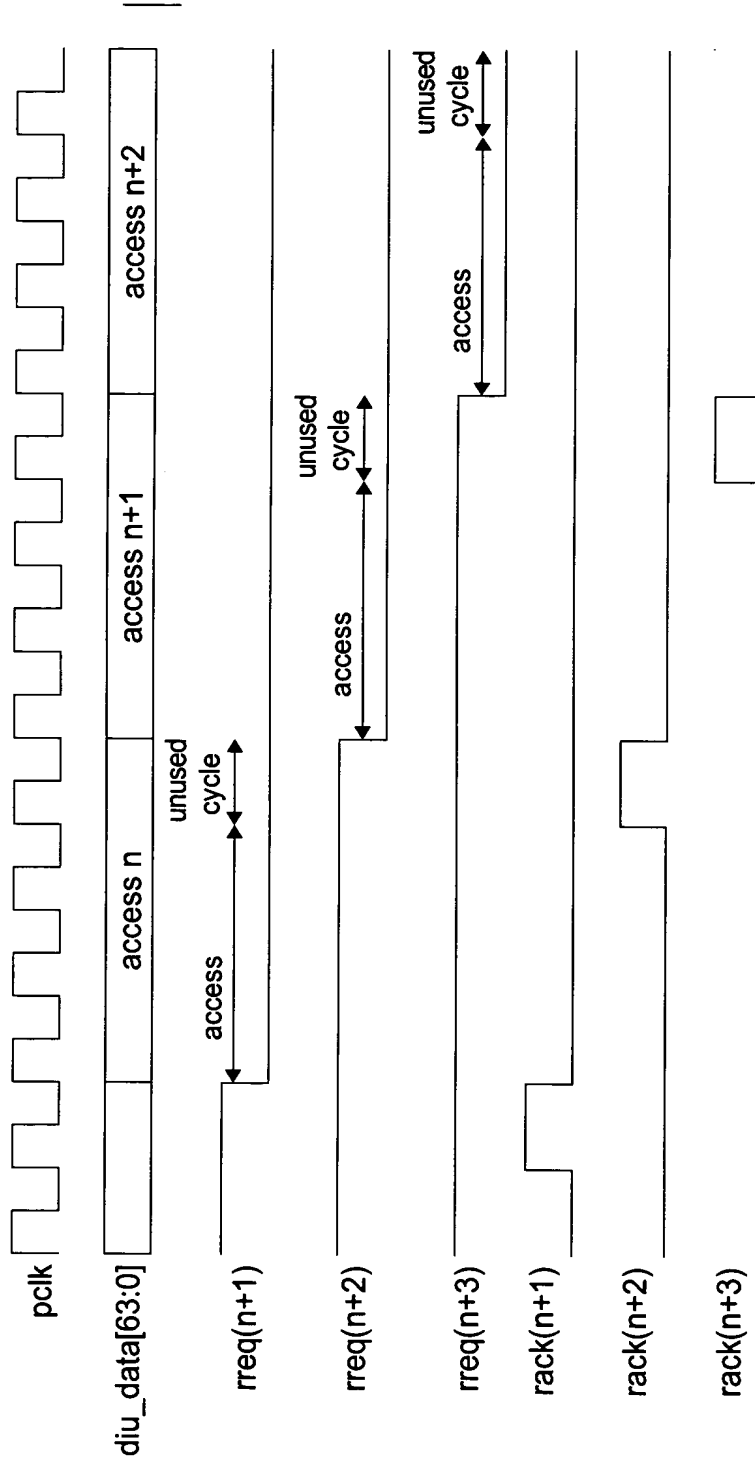 pclk
diu_data[63:0]
access n
access n+1
access n+2
rreq(n+1)
access
unused
cycle
rreq(n+2)
access
unused
cycle
rreq(n+3)
access
unused
cycle
rack(n+1)
rack(n+2)
rack(n+3)